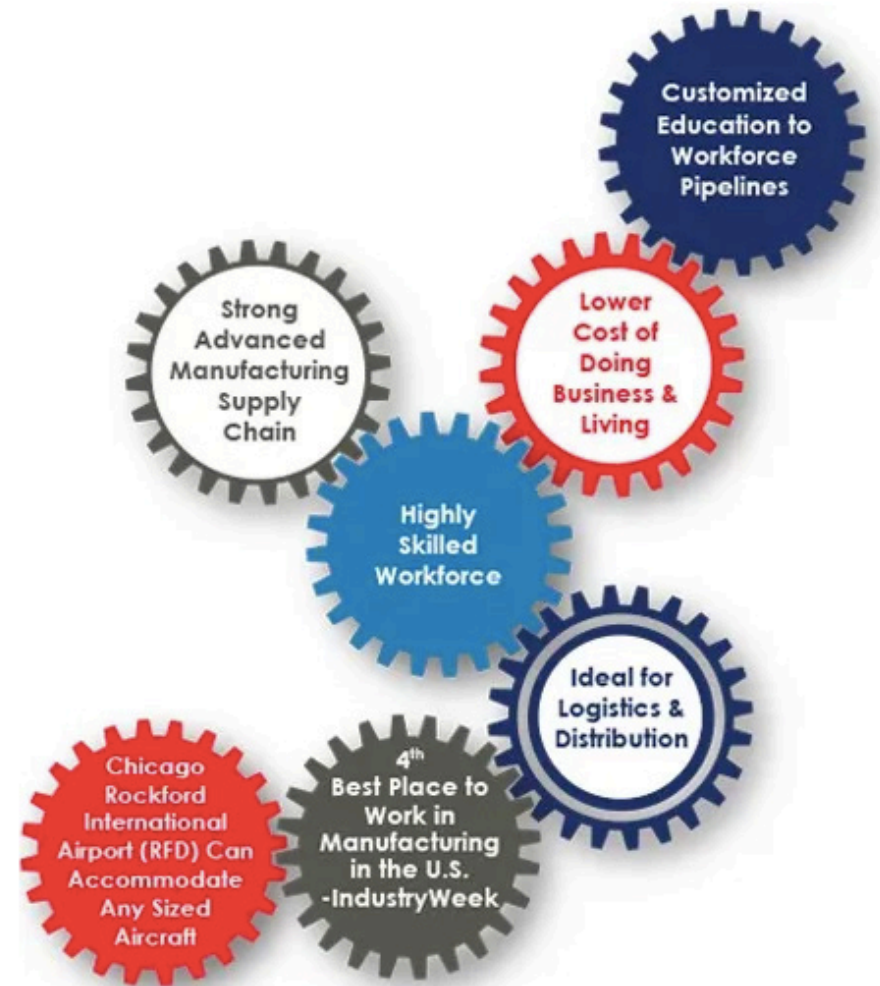 Customized
Education to
Workforce
Pipelines
Strong
Advanced
Manufacturing
Supply
Chain
Lower
Cost of
Doing
Business &
Living
Highly
Skilled
Workforce
Ideal for
Logistics &
Distribution
Chicago
Rockford
International
Airport (RFD) Can
Accommodate
Any Sized
Aircraft
4th
Best Place to
Work in
Manufacturing
in the U.S.
-IndustryWeek